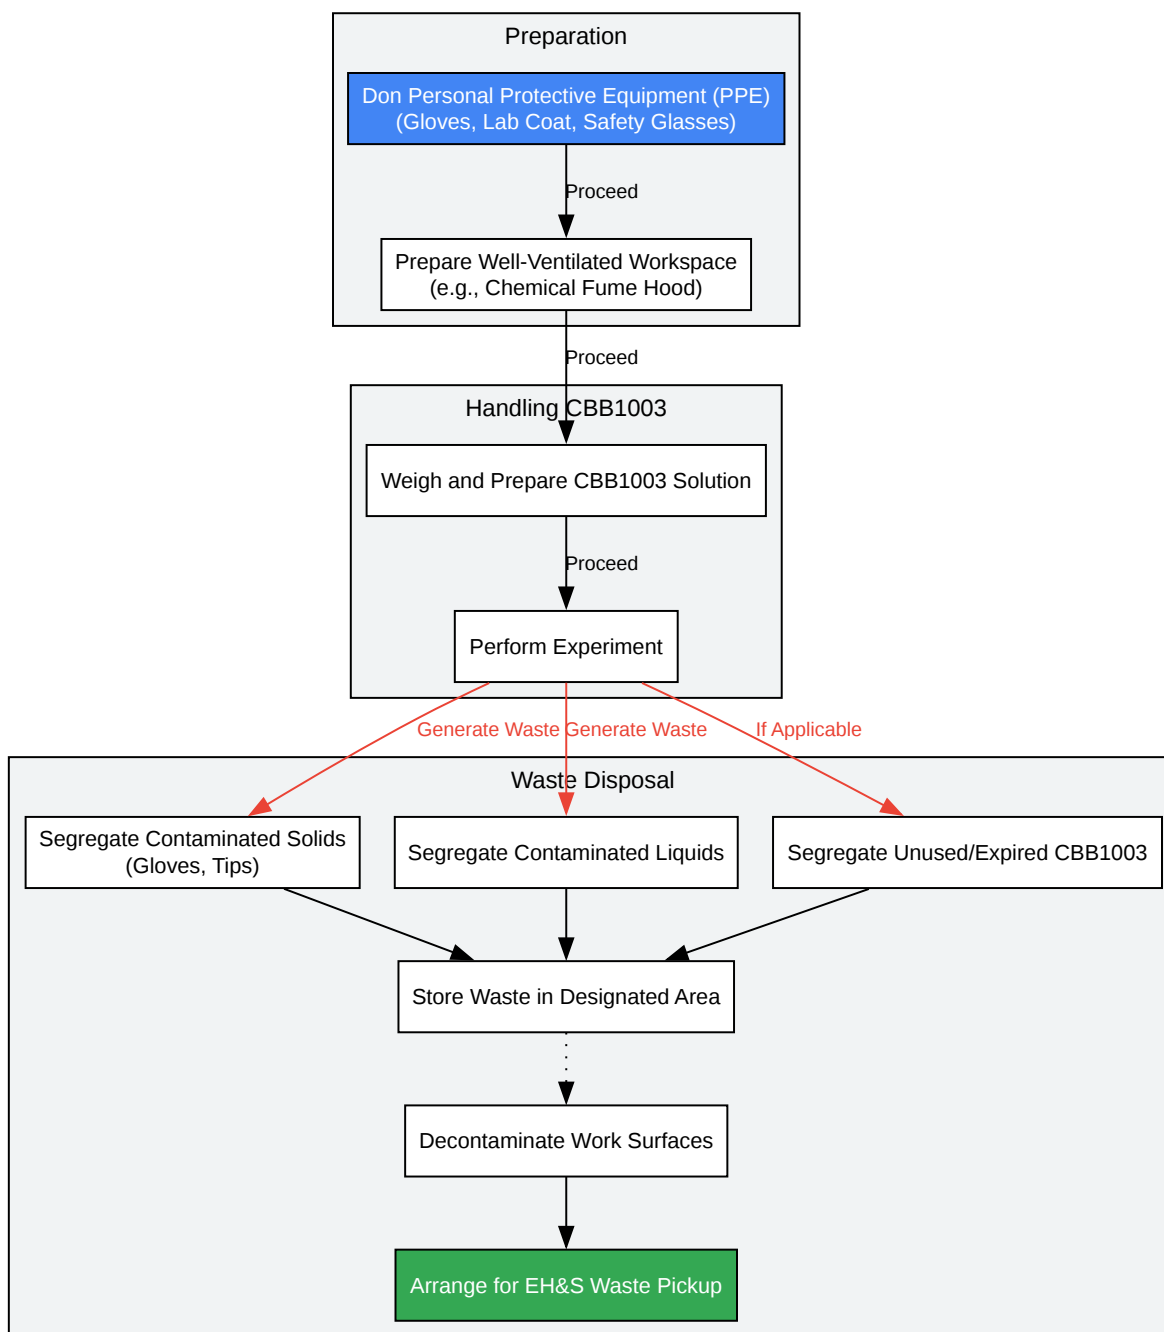 Preparation
Don Personal Protective Equipment (PPE)
(Gloves, Lab Coat, Safety Glasses)
Proceed
Prepare Well-Ventilated Workspace
(e.g., Chemical Fume Hood)
Proceed
Handling CBB1003
Weigh and Prepare CBB1003 Solution
Proceed
Perform Experiment
Generate Waste
Generate Waste
If Applicable
Waste Disposal
Segregate Contaminated Solids
(Gloves, Tips)
Segregate Contaminated Liquids
Segregate Unused/Expired CBB1003
Store Waste in Designated Area
Decontaminate Work Surfaces
Arrange for EH&S Waste Pickup